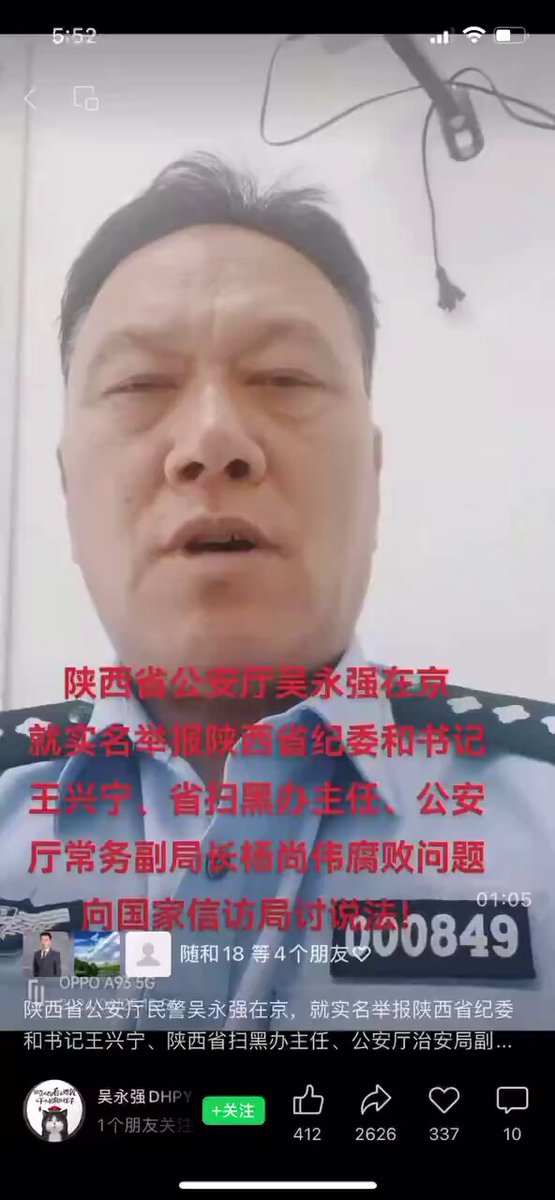 5:52
陕西省公安厅吴永强在京
就实名举报陕西省纪委和书记
王兴宁、省扫黑办主任、公安
厅常务副局长杨尚伟腐败问题
向国家信访局讨说法!
01:05
000849
随和18 等4个朋友♡
OPPO A93 5G
陕西省公安厅民警吴永强在京，就实名举报陕西省纪委
和书记王兴宁、陕西省扫黑办主任、公安厅治安局副...
吴永强DHPY
1个朋友关注
+关注
412
2626
337
10